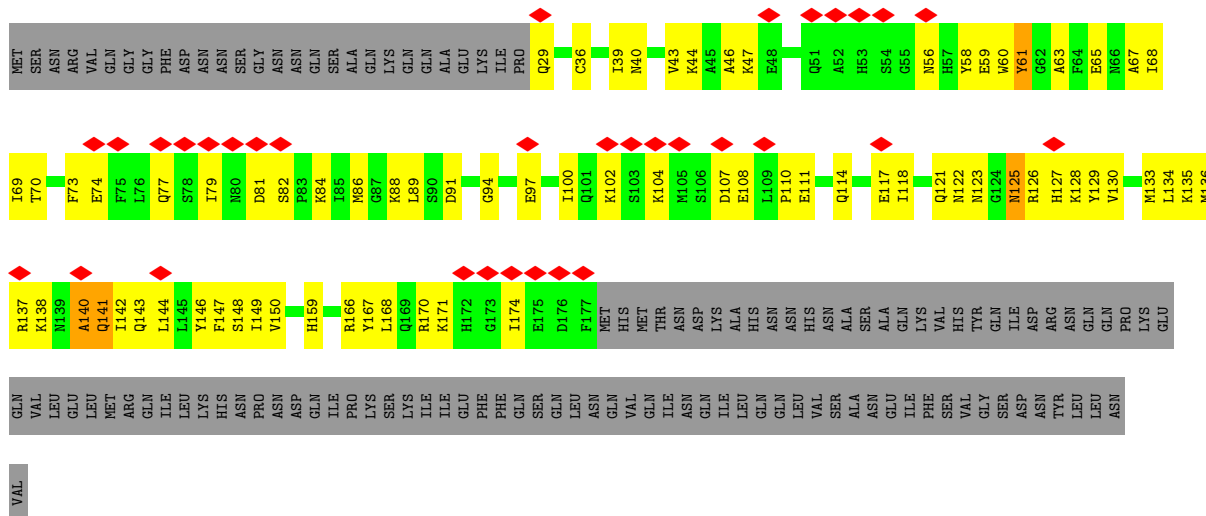 MET SER ASN ARG VAL GLN GLY GLY PHE ASP ASN ASN SER GLY ASN ASN GLN SER ALA GLN LYS GLN GLN ALA GLU LYS ILE PRO Q29 C36 I39 N40 V43 K44 A45 A46 K47 E48 Q51 A52 H53 S54 G55 N56 H57 Y58 E59 W60 Y61 G62 A63 F64 E65 N66 A67 I68
I69 T70 F73 E74 F75 L76 Q77 S78 I79 N80 D81 S82 P83 K84 I85 M86 G87 K88 L89 S90 D91 G94 E97 I100 Q101 K102 S103 K104 M105 S106 D107 E108 L109 P110 E111 Q114 E117 I118 Q121 N122 N123 G124 N125 R126 H127 K128 Y129 V130 M133 L134 K135 M136
R137 K138 N139 A140 Q141 I142 Q143 L144 L145 Y146 F147 S148 I149 V150 H159 R166 Y167 L168 Q169 R170 K171 H172 G173 I174 E175 D176 F177 MET HIS MET THR ASN ASP LYS ALA HIS ASN ASN HIS ASN ALA SER ALA GLN LYS VAL HIS TYR GLN ILE ASP ARG ASN GLN GLN PRO LYS GLU
GLN VAL LEU GLU LEU MET ARG GLN ILE LEU LYS HIS ASN PRO ASN ASP GLN ILE PRO LYS SER LYS ILE ILE GLU PHE PHE GLN SER GLN LEU ASN GLN VAL GLN ILE ASN GLN ILE LEU GLN GLN LEU VAL SER ALA ASN GLU ILE PHE SER VAL GLY SER ASP ASN TYR LEU LEU ASN
VAL